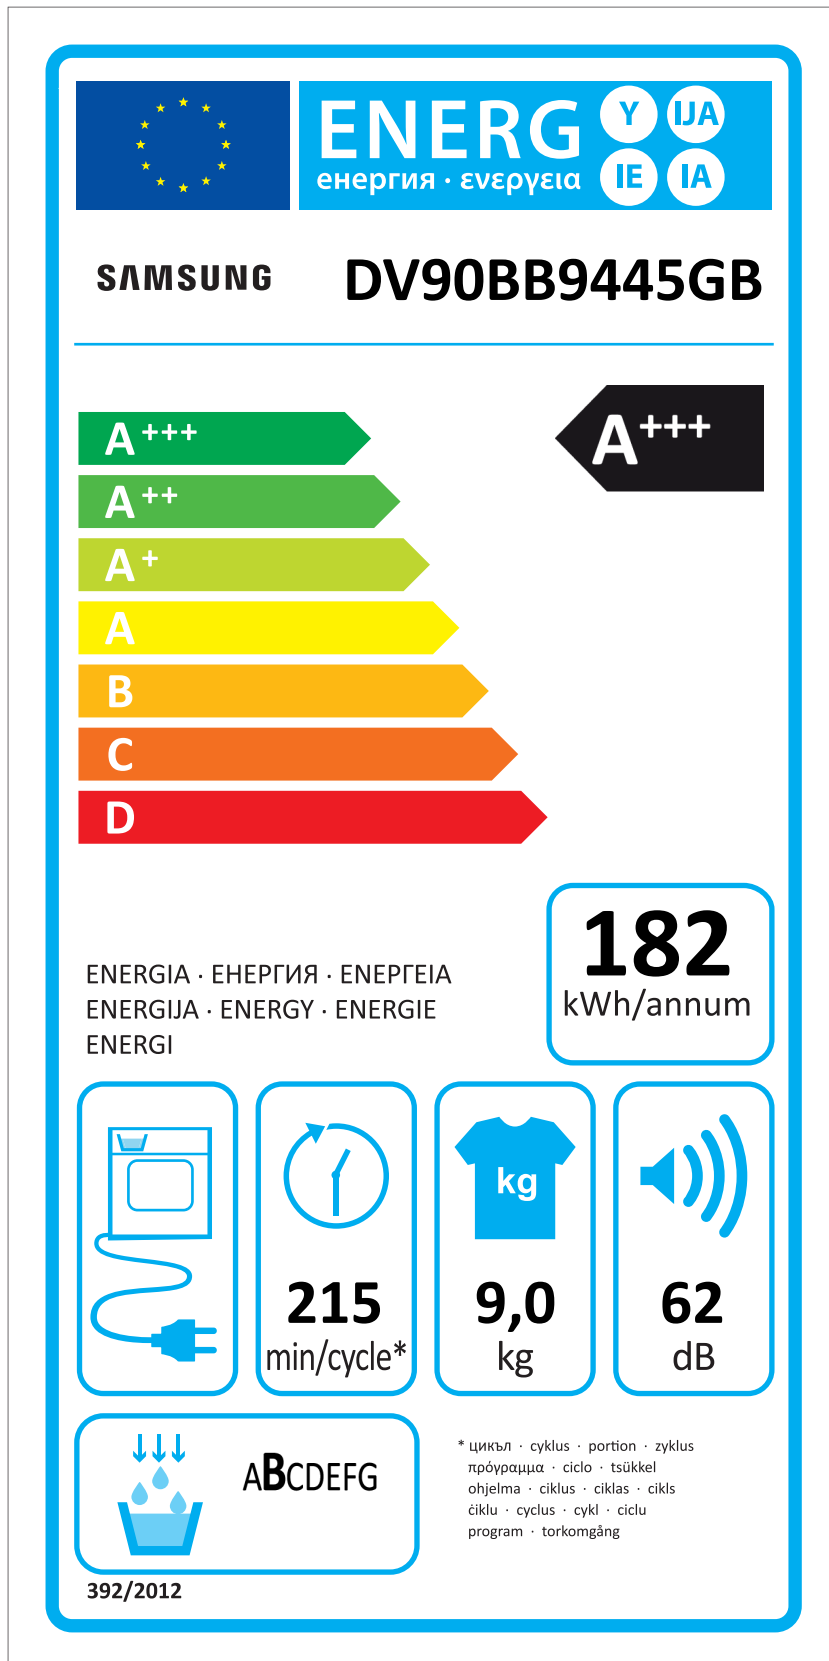 ENERG Y IJA
енергия · ενεργεια IE IA
SAMSUNG DV90BB9445GB
A+++ A+++
A++
A+
A
B
C
D
182
kWh/annum
ENERGIA · ЕНЕРГИЯ · ΕΝΕΡΓΕΙΑ
ENERGIJA · ENERGY · ENERGIE
ENERGI
kg
215 9,0 62
min/cycle* kg dB
ABCDEFG
* цикъл · cyklus · portion · zyklus
πρόγραμμα · ciclo · tsükkel
ohjelma · ciklus · ciklas · cikls
ċiklu · cyclus · cykl · ciclu
program · torkomgång
392/2012